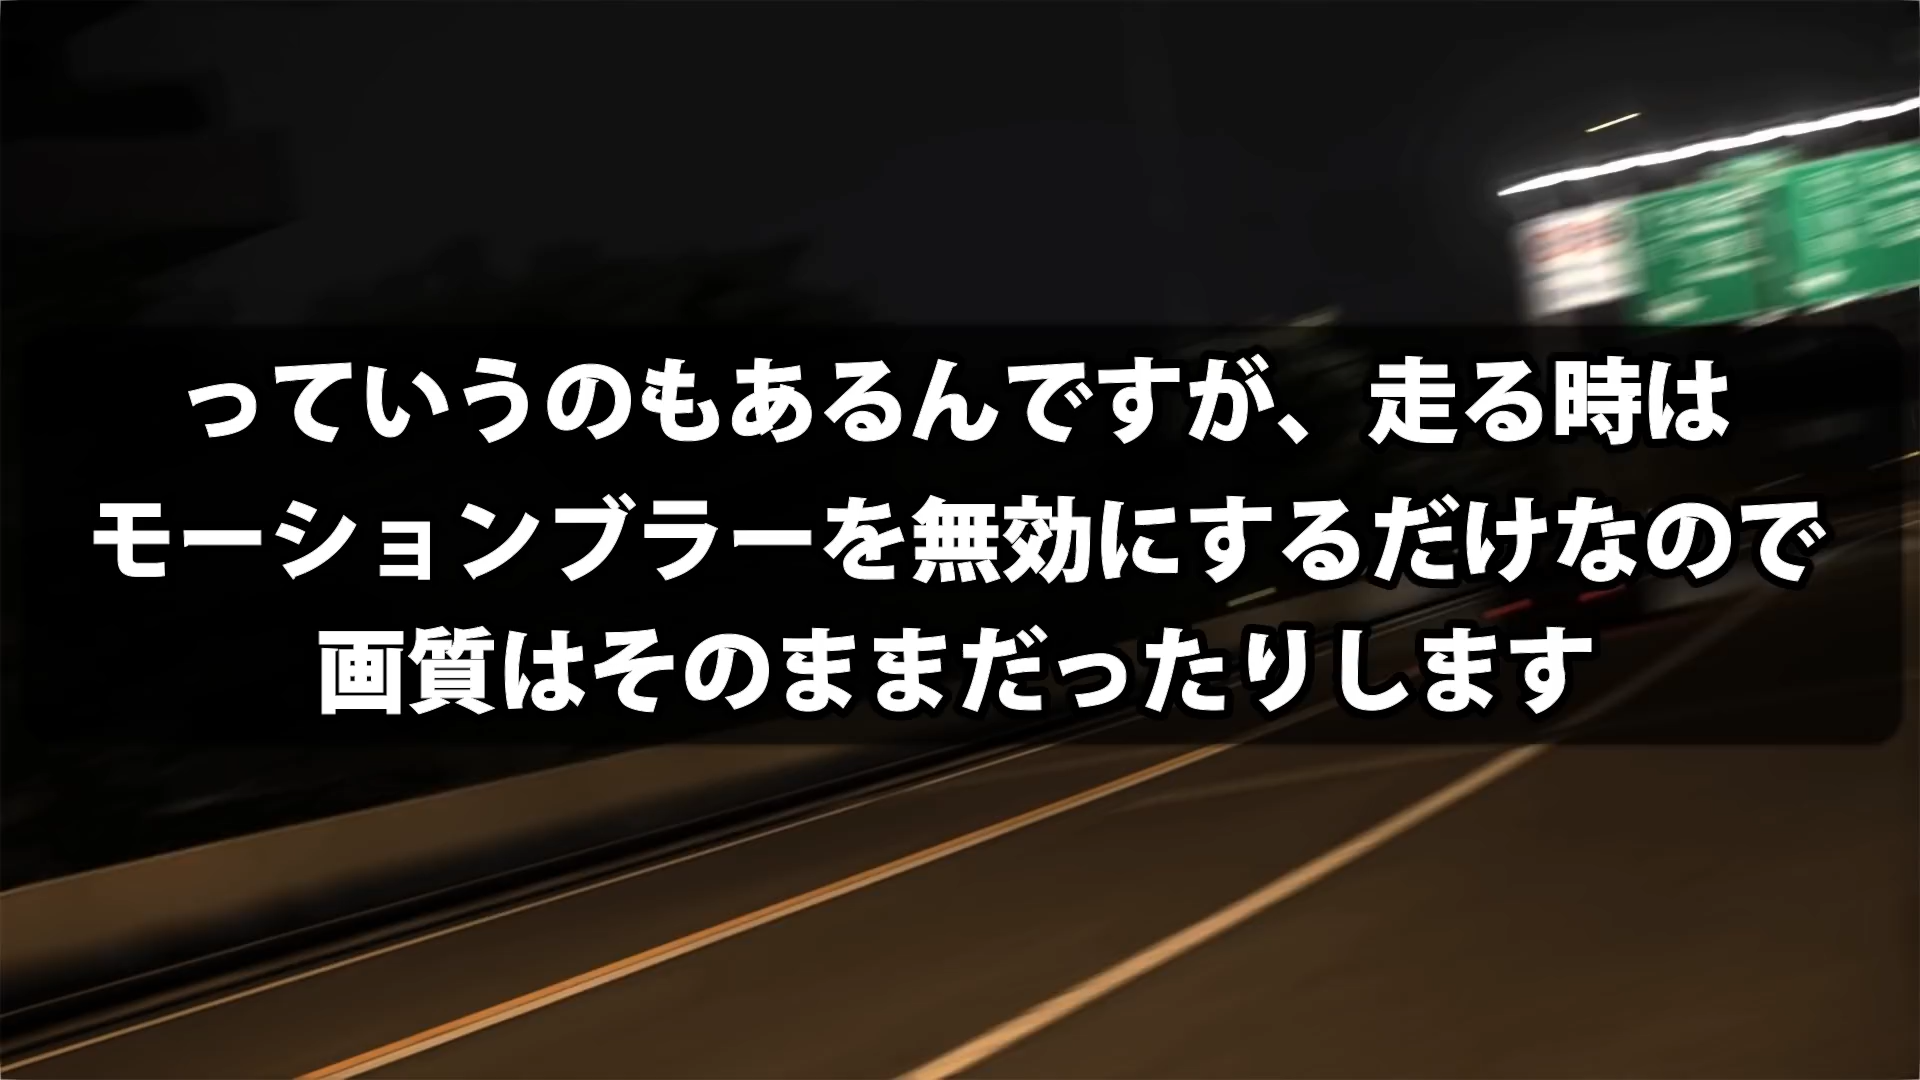 っていうのもあるんですが、走る時は
モーションブラーを無効にするだけなので
画質はそのままだったりします